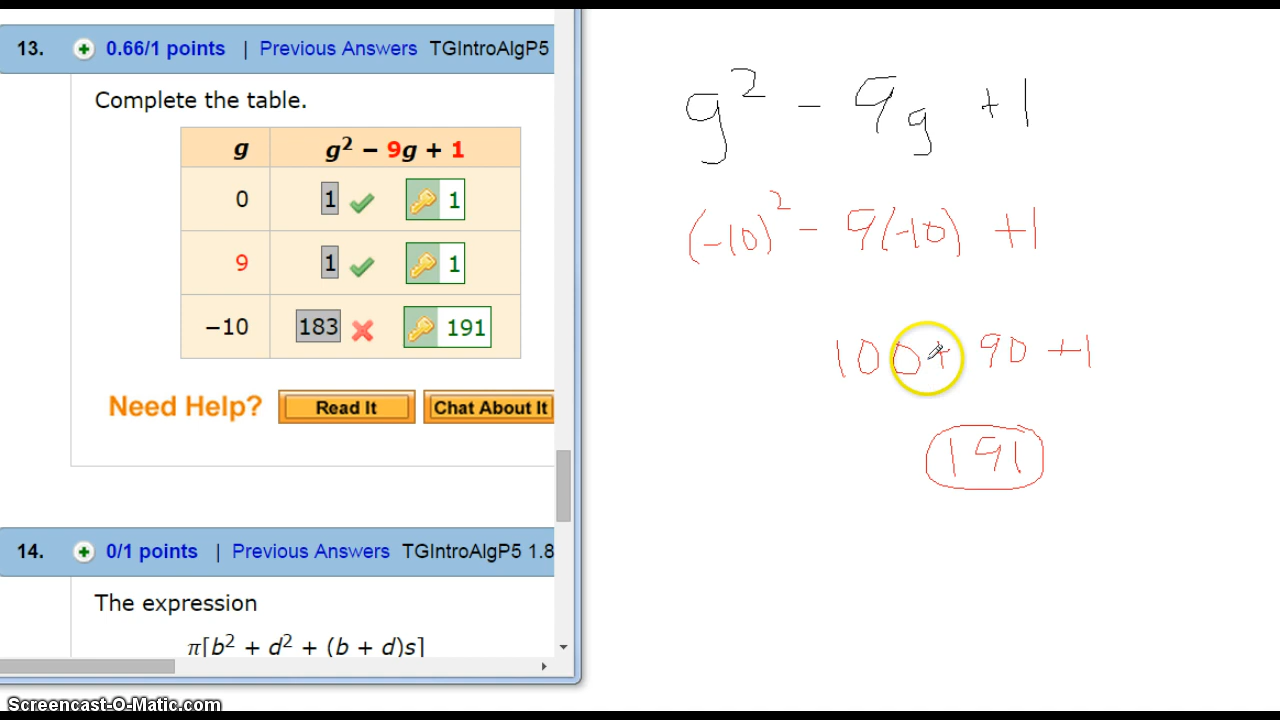 13. 0.66/1 points | Previous Answers TGIntroAlgP5
Complete the table.
g g² − 9g + 1
0 1 1
9 1 1
−10 183 191
Need Help? Read It Chat About It
14. 0/1 points | Previous Answers TGIntroAlgP5 1.8
The expression
π[b² + d² + (b + d)s]
g² − 9g + 1
(−10)² − 9(−10) + 1
100 + 90 + 1
191
Screencast-O-Matic.com